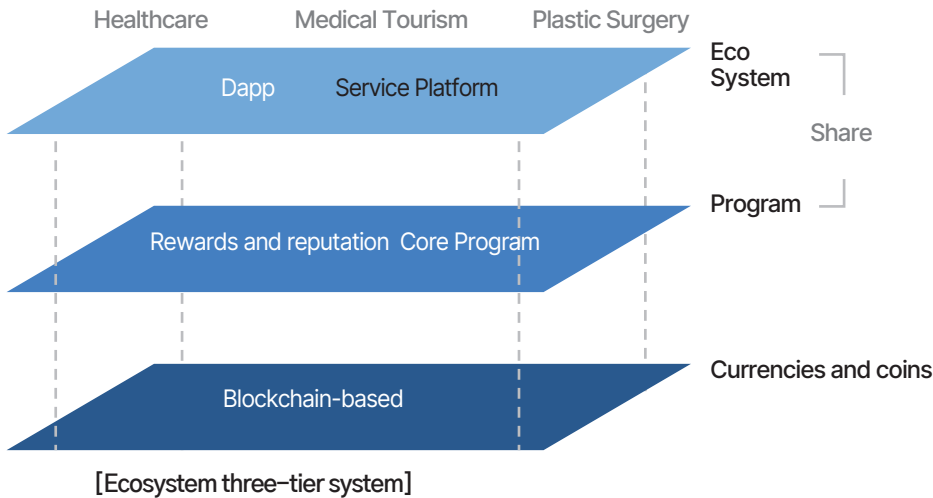 Healthcare Medical Tourism Plastic Surgery
Eco
System
Dapp Service Platform
Share
Program
Rewards and reputation Core Program
Currencies and coins
Blockchain-based
[Ecosystem three-tier system]